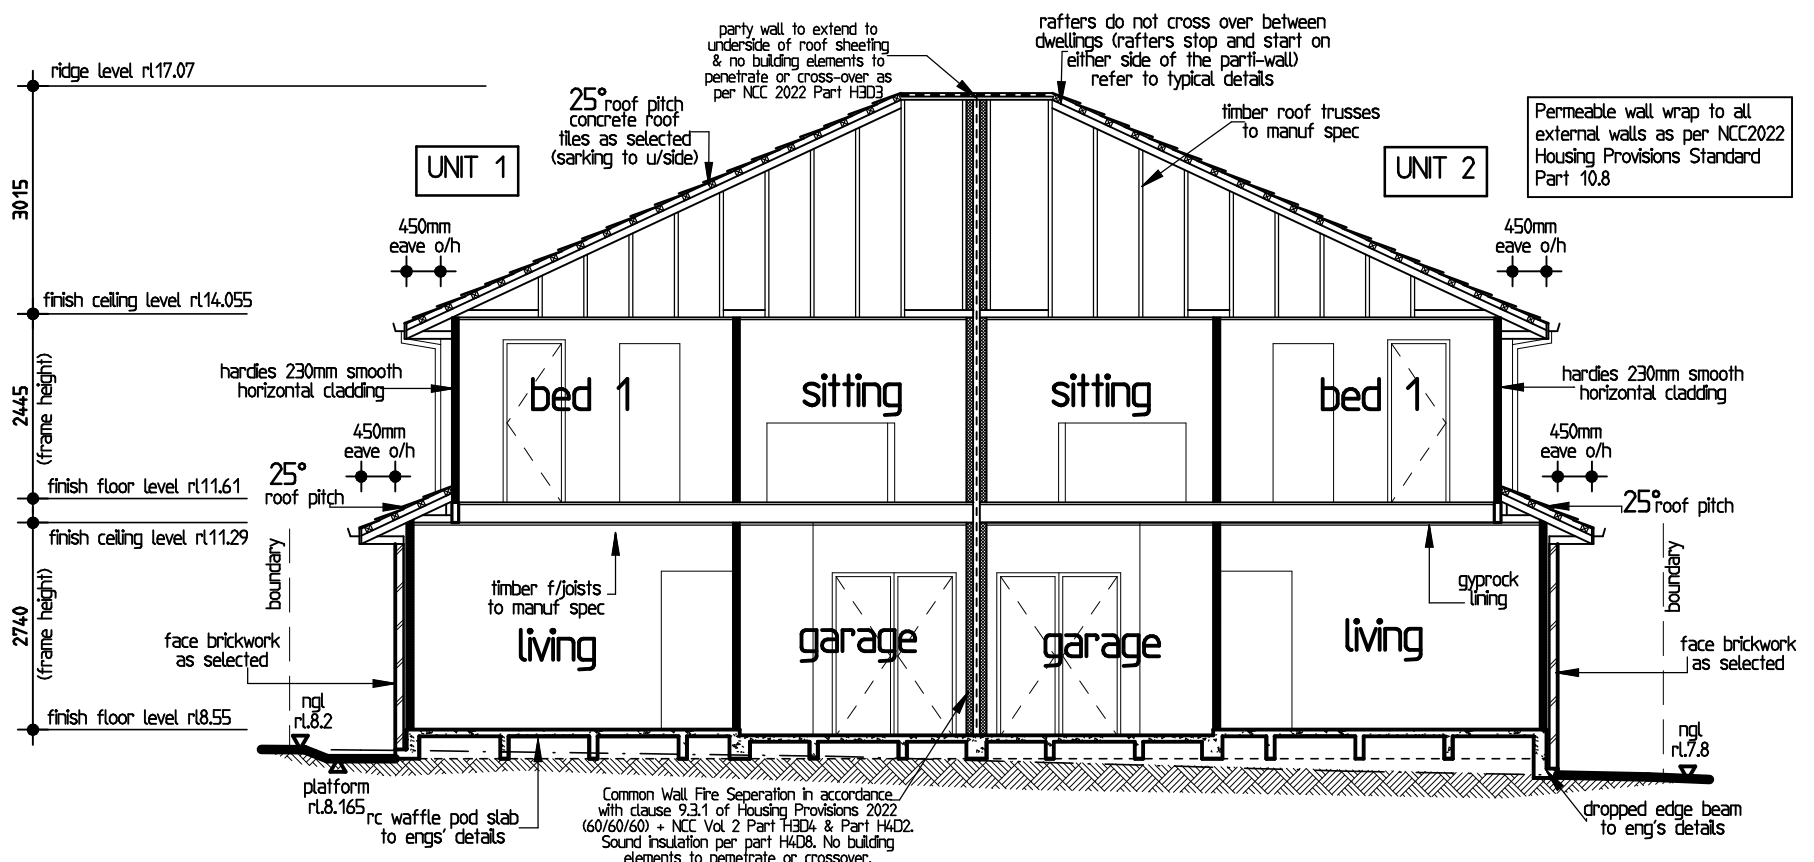 party wall to extend to
underside of roof sheeting
& no building elements to
penetrate or cross-over as
per NCC 2022 Part H3D3
rafters do not cross over between
dwellings (rafters stop and start on
either side of the parti-wall)
refer to typical details
ridge level rl17.07
25° roof pitch
concrete roof
tiles as selected
(sarking to u/side)
timber roof trusses
to manuf spec
Permeable wall wrap to all
external walls as per NCC2022
Housing Provisions Standard
Part 10.8
UNIT 1
UNIT 2
3015
450mm
eave o/h
450mm
eave o/h
finish ceiling level rl14.055
hardies 230mm smooth
horizontal cladding
bed 1
sitting
sitting
bed 1
hardies 230mm smooth
horizontal cladding
2445
(frame height)
450mm
eave o/h
450mm
eave o/h
25°
roof pitch
finish floor level rl11.61
25° roof pitch
finish ceiling level rl11.29
boundary
boundary
timber f/joists
to manuf spec
gyprock
lining
2740
(frame height)
living
garage
garage
living
face brickwork
as selected
face brickwork
as selected
ngl
rl.8.2
finish floor level rl8.55
ngl
rl.7.8
platform
rl.8.165
rc waffle pod slab
to engs' details
Common Wall Fire Seperation in accordance
with clause 9.3.1 of Housing Provisions 2022
(60/60/60) + NCC Vol 2 Part H3D4 & Part H4D2.
Sound insulation per part H4D8. No building
elements to pemetrate or crossover.
dropped edge beam
to eng's details